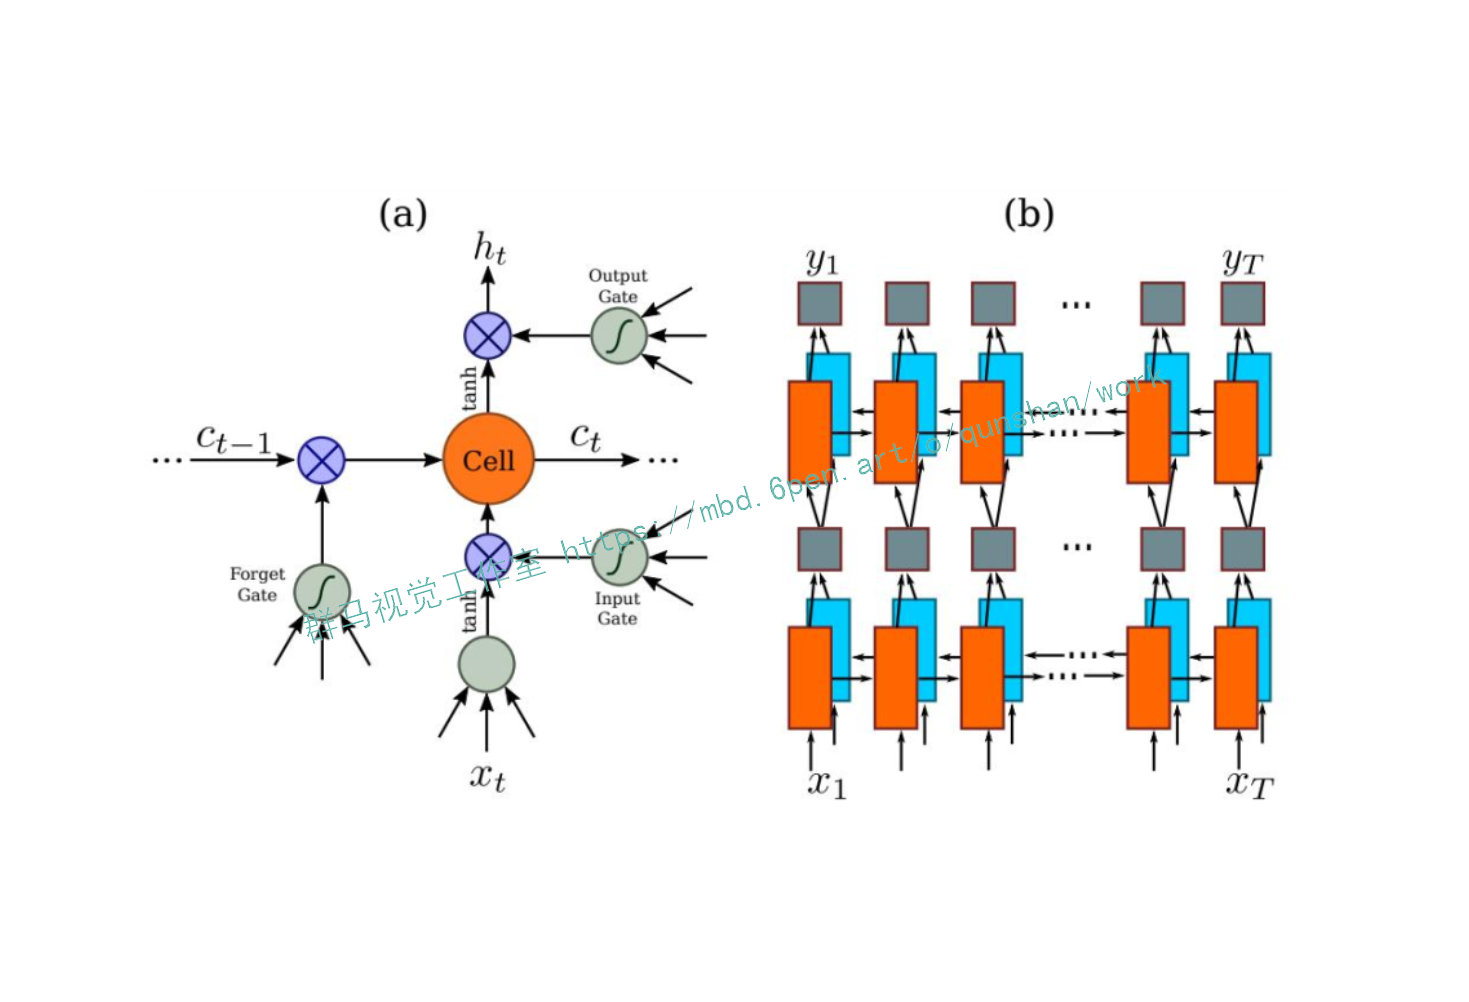 (a)
h_t
Output
Gate
tanh
... c_{t−1}
Cell
c_t ...
Forget
Gate
tanh
Input
Gate
x_t
(b)
y_1
y_T
...
...
...
...
...
...
x_1
x_T
群马视觉工作室 https://mbd.6pen.art/o/qunshan/work